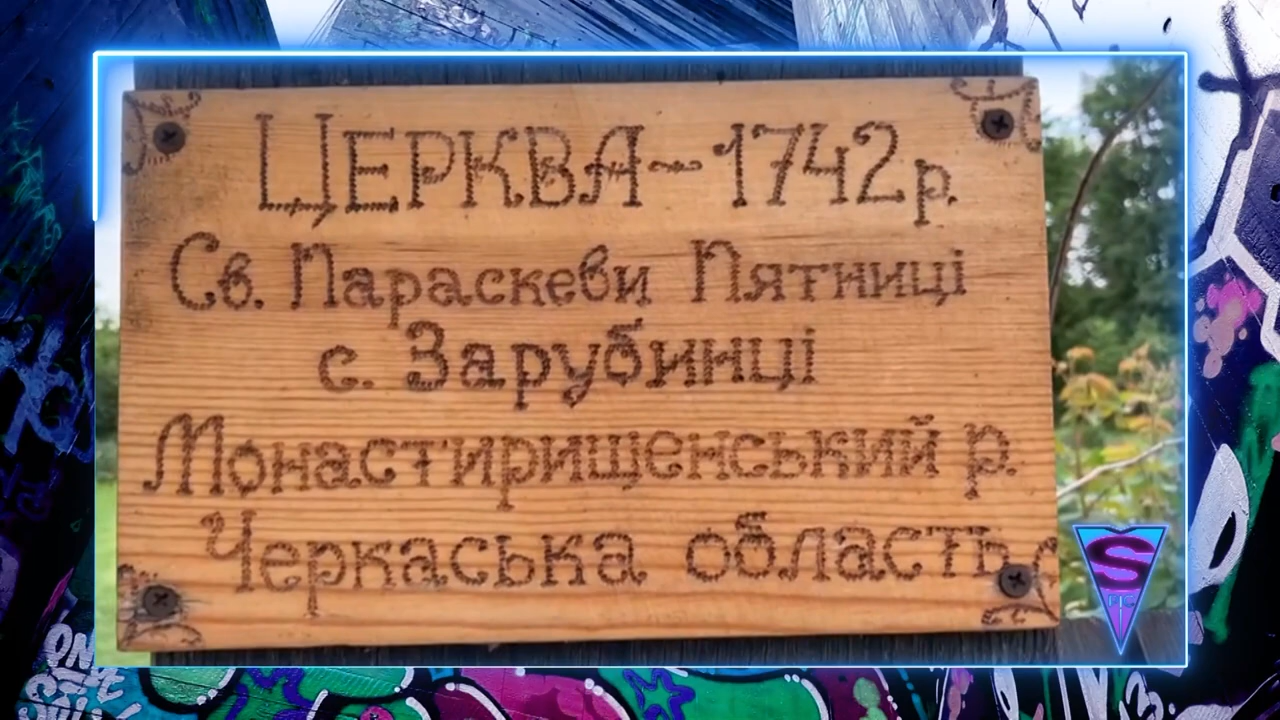 ЦЕРКВА~1742р.
Св. Параскеви Пятниці
с. Зарубинці
Монастирищенський р.
Черкаська область